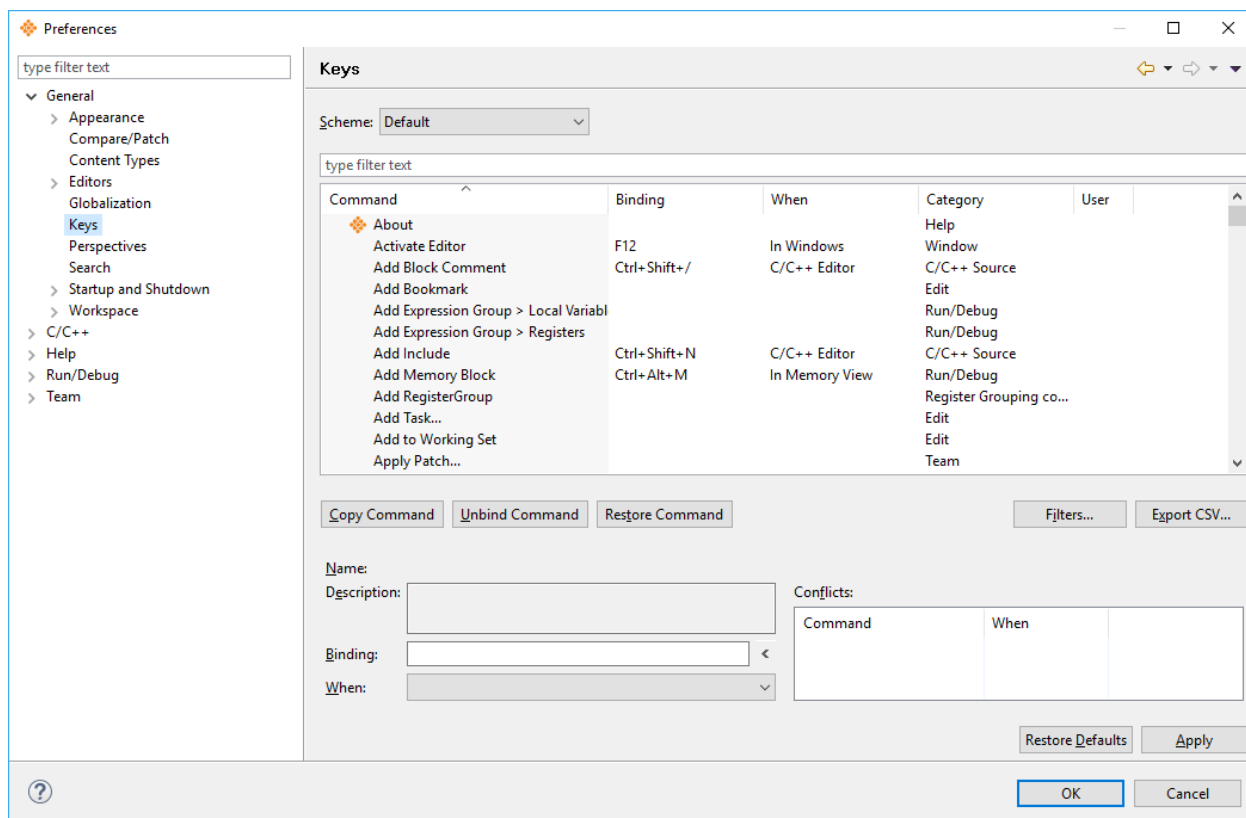 Preferences
type filter text
Keys
General
Appearance
Compare/Patch
Content Types
Editors
Globalization
Keys
Perspectives
Search
Startup and Shutdown
Workspace
C/C++
Help
Run/Debug
Team
Scheme: Default
type filter text
Command Binding When Category User
About Help
Activate Editor F12 In Windows Window
Add Block Comment Ctrl+Shift+/ C/C++ Editor C/C++ Source
Add Bookmark Edit
Add Expression Group > Local Variabl Run/Debug
Add Expression Group > Registers Run/Debug
Add Include Ctrl+Shift+N C/C++ Editor C/C++ Source
Add Memory Block Ctrl+Alt+M In Memory View Run/Debug
Add RegisterGroup Register Grouping co...
Add Task... Edit
Add to Working Set Edit
Apply Patch... Team
Copy Command Unbind Command Restore Command Filters... Export CSV...
Name:
Description:
Conflicts:
Command When
Binding:
When:
Restore Defaults Apply
OK Cancel